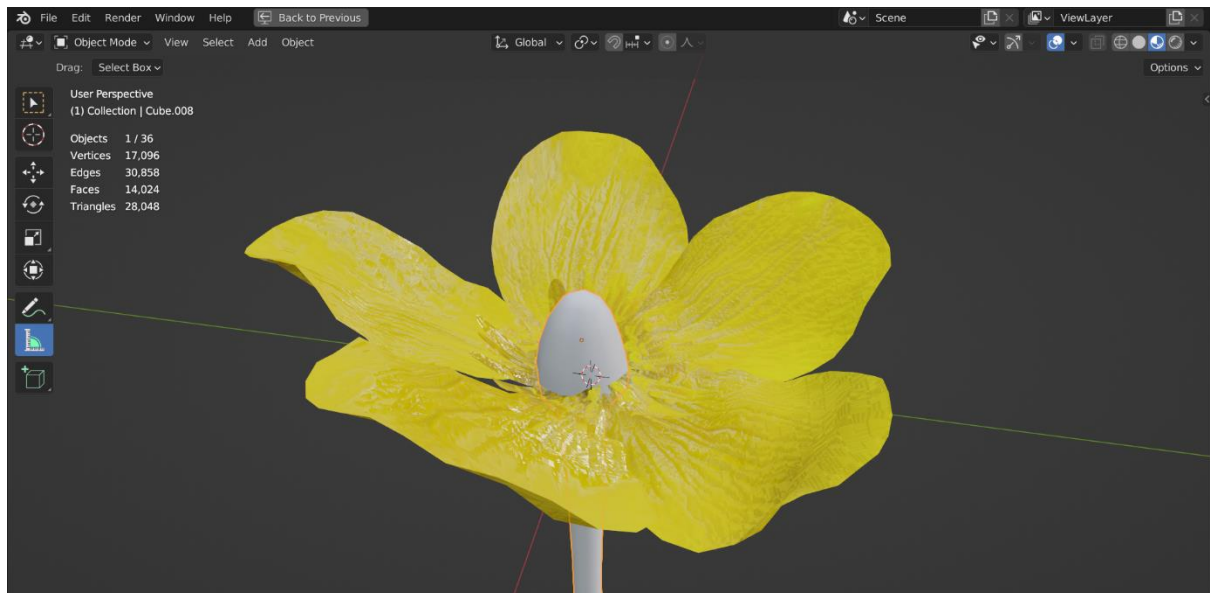 File Edit Render Window Help Back to Previous Scene ViewLayer
Object Mode View Select Add Object Global Options
Drag: Select Box
User Perspective
(1) Collection | Cube.008
Objects 1 / 36
Vertices 17,096
Edges 30,858
Faces 14,024
Triangles 28,048